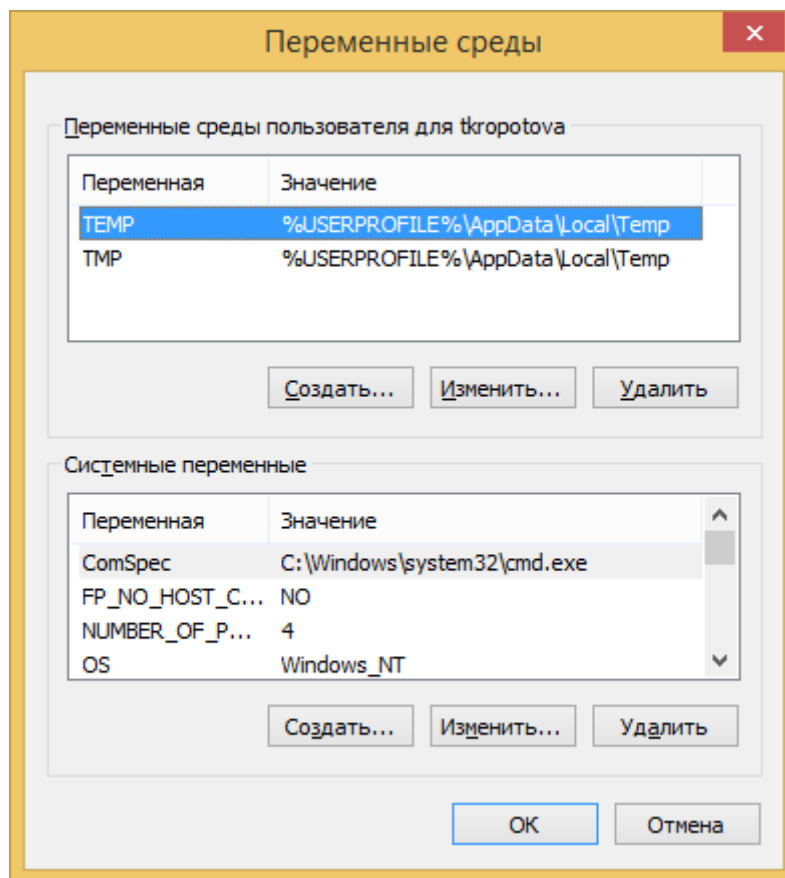 Переменные среды
Переменные среды пользователя для tkropotova
Переменная Значение
TEMP %USERPROFILE%\AppData\Local\Temp
TMP %USERPROFILE%\AppData\Local\Temp
Создать... Изменить... Удалить
Системные переменные
Переменная Значение
ComSpec C:\Windows\system32\cmd.exe
FP_NO_HOST_C... NO
NUMBER_OF_P... 4
OS Windows_NT
Создать... Изменить... Удалить
ОК Отмена